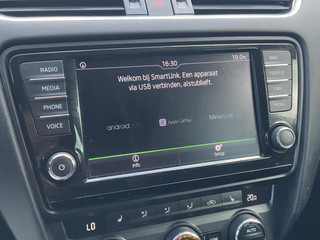 16:30
19.0
Welkom bij SmartLink. Een apparaat
via USB verbinden, alstublieft.
android
Apple CarPlay
MirrorLink
Info
Setup
RADIO
MEDIA
PHONE
VOICE
NAV
TRAFFIC
CAR
LO
20.0
AUTO